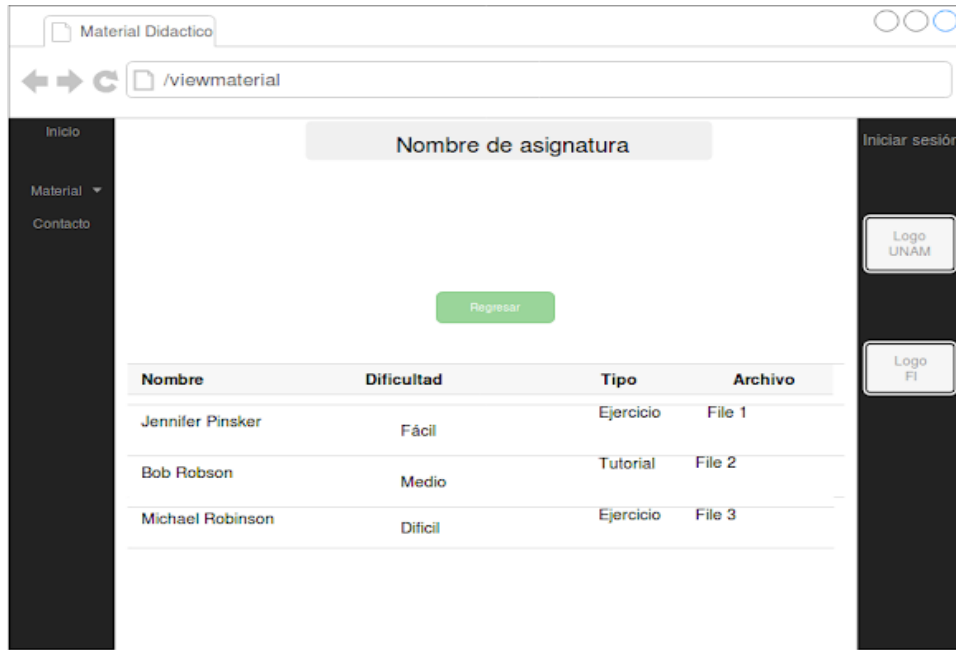 Material Didactico
/viewmaterial
Inicio
Material
Contacto
Nombre de asignatura
Regresar
Nombre Dificultad Tipo Archivo
Jennifer Pinsker Fácil Ejercicio File 1
Bob Robson Medio Tutorial File 2
Michael Robinson Dificil Ejercicio File 3
Iniciar sesión
Logo
UNAM
Logo
FI